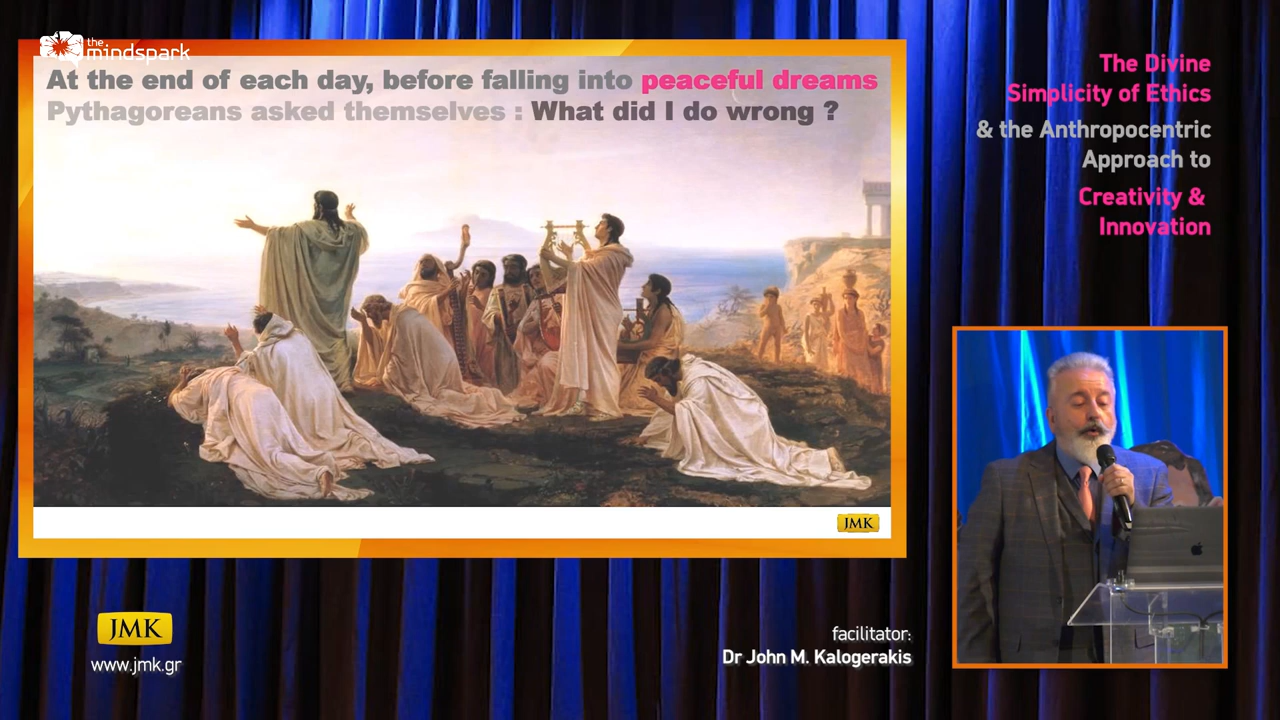 the
mindspark
At the end of each day, before falling into peaceful dreams
Pythagoreans asked themselves : What did I do wrong ?
JMK
The Divine
Simplicity of Ethics
& the Anthropocentric
Approach to
Creativity &
Innovation
JMK
www.jmk.gr
facilitator:
Dr John M. Kalogerakis